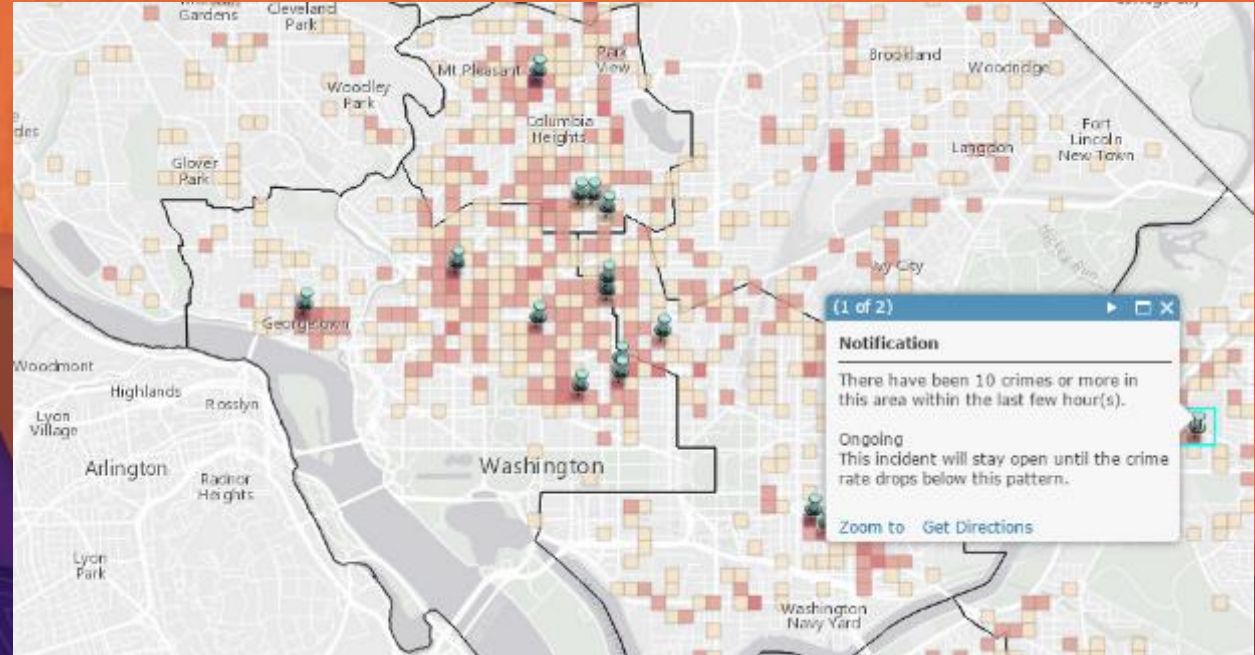 Gardens
Cleveland
Park
Park
View
Mt Pleasant
Brookland
Woodridge
Woodley
Park
Columbia
Heights
Fort
Lincoln
New Town
Langdon
Glover
Park
Ivy City
Georgetown
(1 of 2)
Notification
There have been 10 crimes or more in
this area within the last few hour(s).
Ongoing
This incident will stay open until the crime
rate drops below this pattern.
Zoom to Get Directions
Woodmont
Highlands
Rosslyn
Lyon
Village
Arlington
Radnor
Heights
Washington
Lyon
Park
Washington
Navy Yard